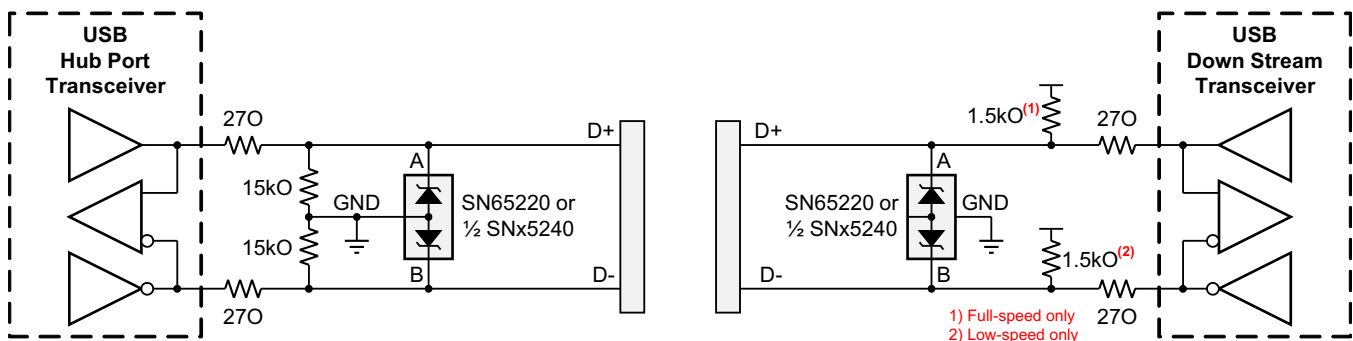 USB
Hub Port
Transceiver
27O
15kO
15kO
GND
A
B
SN65220 or
½ SNx5240
D+
D-
27O
D+
D-
A
B
SN65220 or
½ SNx5240
GND
1.5kO(1)
1.5kO(2)
27O
27O
1) Full-speed only
2) Low-speed only
USB
Down Stream
Transceiver